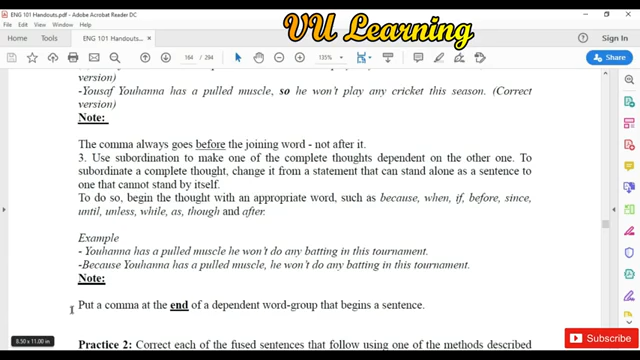 ENG 101 Handouts.pdf - Adobe Acrobat Reader DC
VU Learning
File Edit View Window Help
Home Tools ENG 101 Handouts....
164 / 294
135%
Share
version)
-Yousaf Youhanna has a pulled muscle, so he won't play any cricket this season. (Correct
version)
Note:
The comma always goes before the joining word - not after it.
3. Use subordination to make one of the complete thoughts dependent on the other one. To
subordinate a complete thought, change it from a statement that can stand alone as a sentence to
one that cannot stand by itself.
To do so, begin the thought with an appropriate word, such as because, when, if, before, since,
until, unless, while, as, though and after.
Example
- Youhanna has a pulled muscle he won't do any batting in this tournament.
-Because Youhanna has a pulled muscle, he won't do any batting in this tournament.
Note:
Put a comma at the end of a dependent word-group that begins a sentence.
8.50 x 11.00 in
Practice 2: Correct each of the fused sentences that follow using one of the methods described
Subscribe